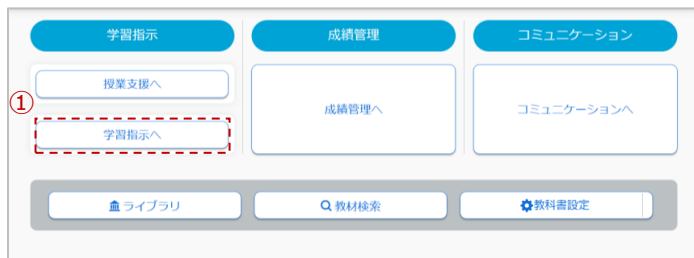 学習指示
成績管理
コミュニケーション
授業支援へ
①
学習指示へ
成績管理へ
コミュニケーションへ
ライブラリ
教材検索
教科書設定